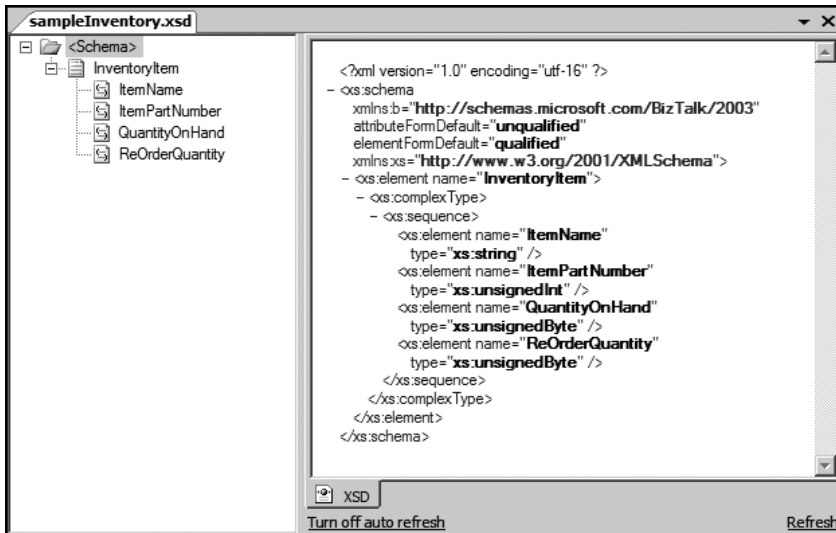 sampleInventory.xsd
<Schema>
InventoryItem
ItemName
ItemPartNumber
QuantityOnHand
ReOrderQuantity
<?xml version="1.0" encoding="utf-16" ?>
- <xs:schema
xmlns:b="http://schemas.microsoft.com/BizTalk/2003"
attributeFormDefault="unqualified"
elementFormDefault="qualified"
xmlns:xs="http://www.w3.org/2001/XMLSchema">
- <xs:element name="InventoryItem">
- <xs:complexType>
- <xs:sequence>
<xs:element name="ItemName"
type="xs:string" />
<xs:element name="ItemPartNumber"
type="xs:unsignedInt" />
<xs:element name="QuantityOnHand"
type="xs:unsignedByte" />
<xs:element name="ReOrderQuantity"
type="xs:unsignedByte" />
</xs:sequence>
</xs:complexType>
</xs:element>
</xs:schema>
XSD
Turn off auto refresh Refresh